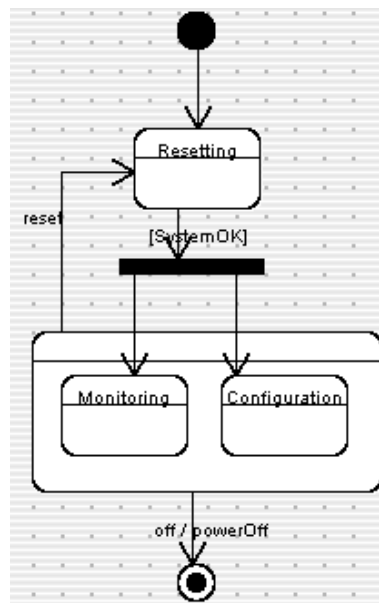 Resetting
reset
[SystemOK]
Monitoring
Configuration
off / powerOff